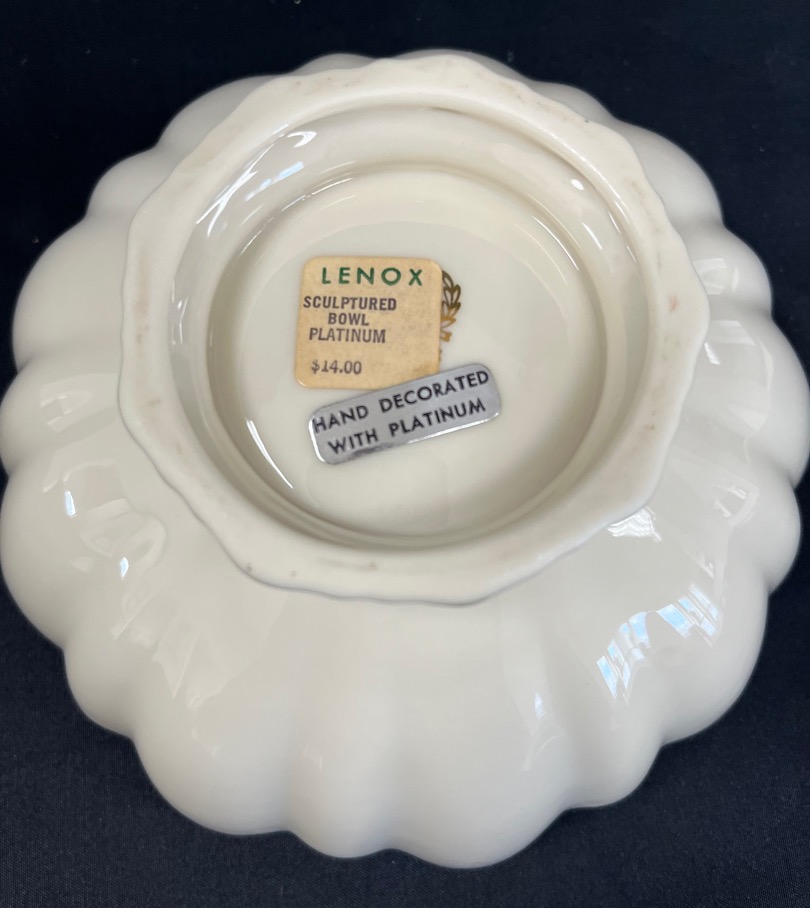 LENOX
SCULPTURED
BOWL
PLATINUM
$14.00
HAND DECORATED
WITH PLATINUM